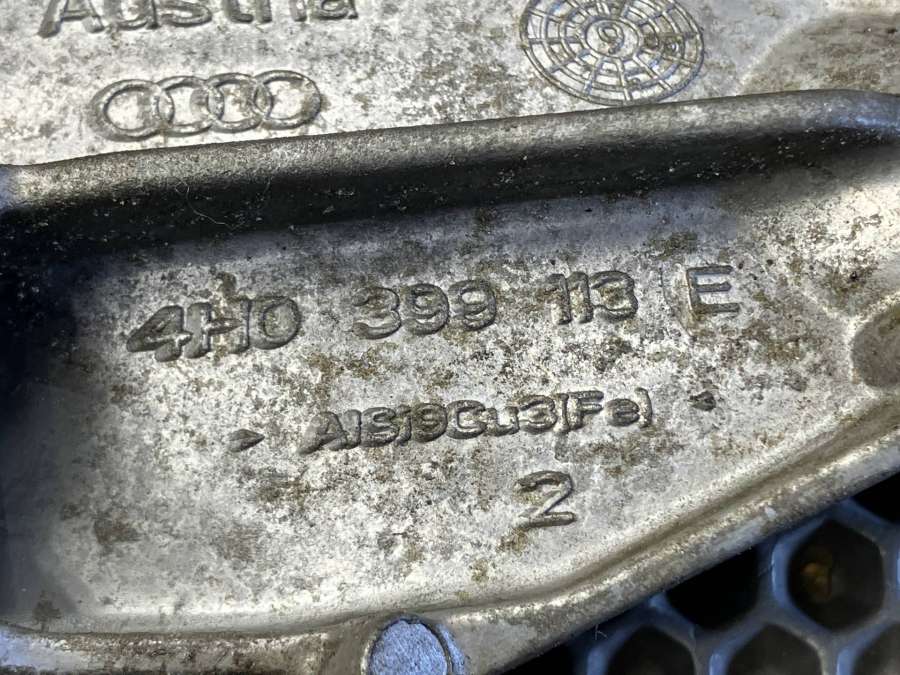 Austria
4H0 399 113 E
AlSi9Cu3(Fe)
2